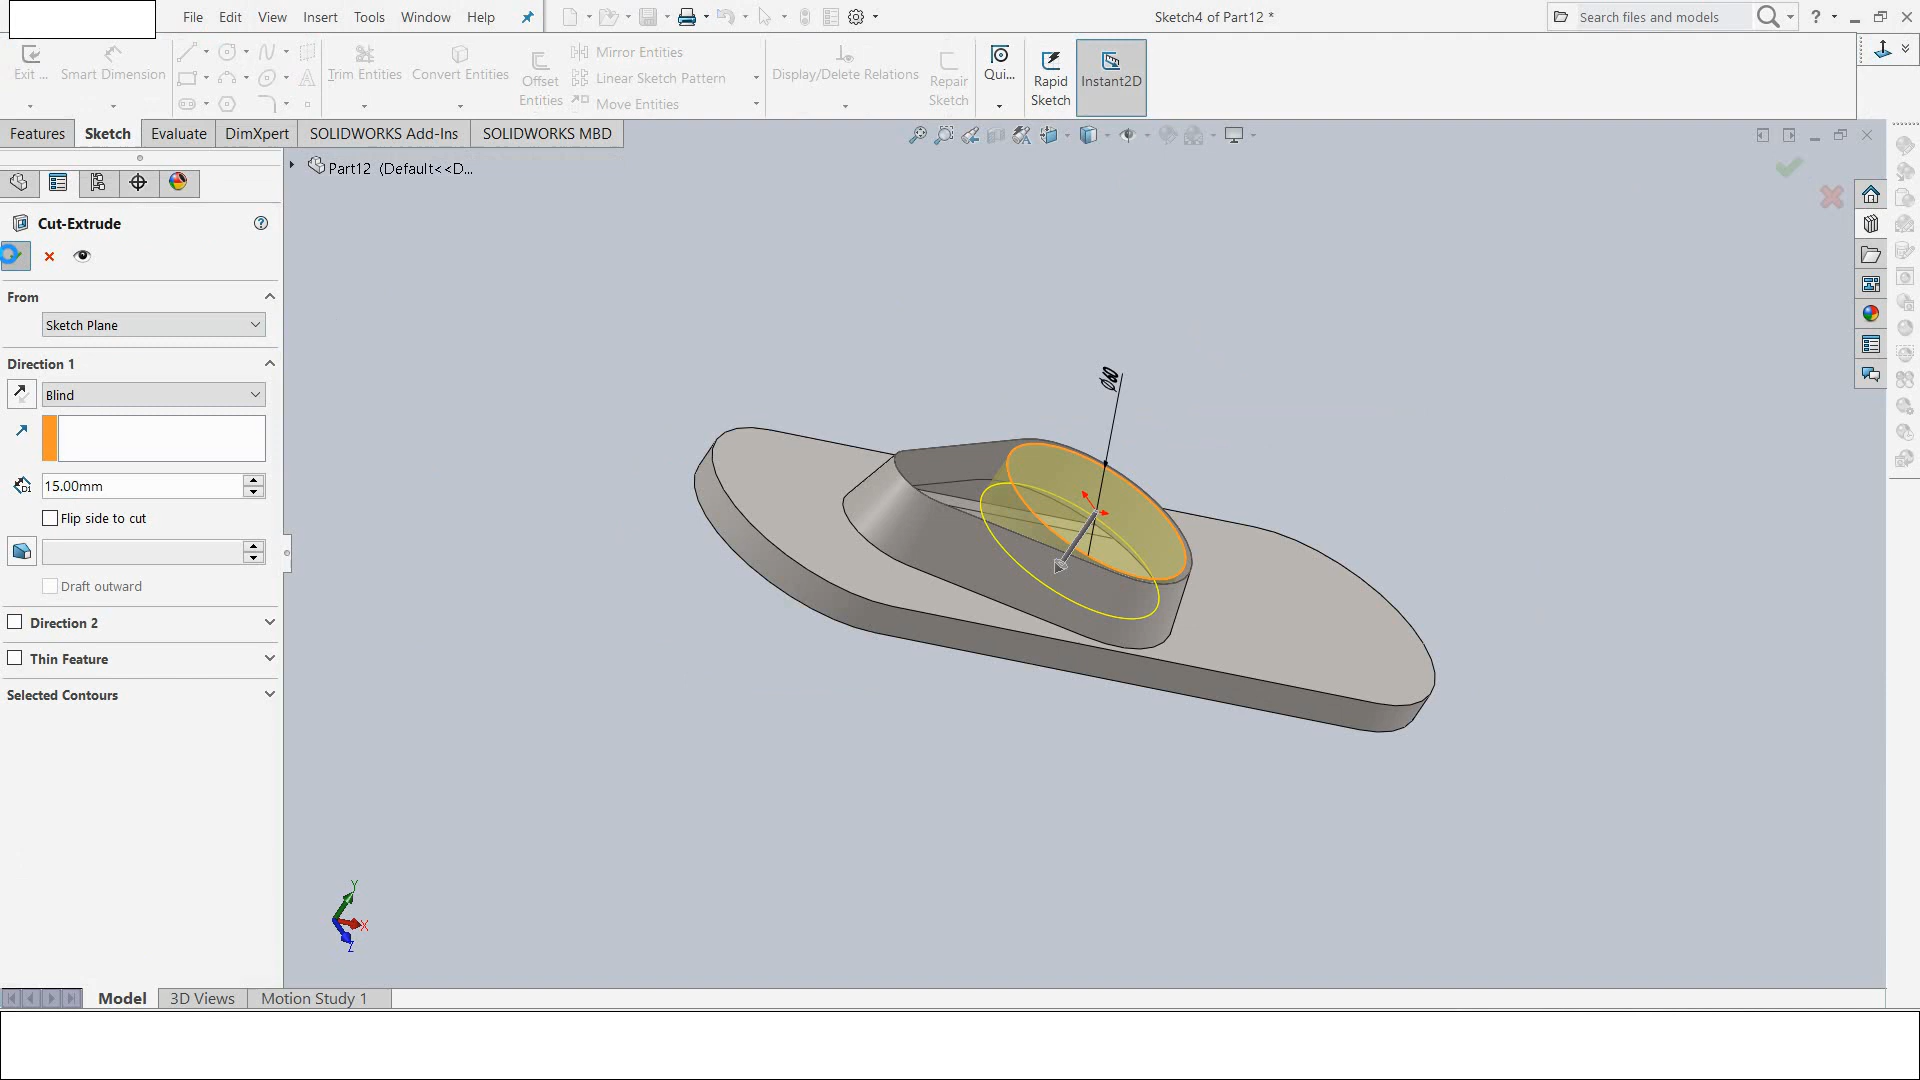 File Edit View Insert Tools Window Help
Sketch4 of Part12 *
Search files and models
?
Exit ...
Smart Dimension
Trim Entities
Convert Entities
Offset
Entities
Mirror Entities
Linear Sketch Pattern
Move Entities
Display/Delete Relations
Repair
Sketch
Qui...
Rapid
Sketch
Instant2D
Features Sketch Evaluate DimXpert SOLIDWORKS Add-Ins SOLIDWORKS MBD
Part12 (Default<<D...
Cut-Extrude
?
From
Sketch Plane
Direction 1
Blind
D1
15.00mm
Flip side to cut
Draft outward
Direction 2
Thin Feature
Selected Contours
Ø60
Y
X
Z
Model 3D Views Motion Study 1